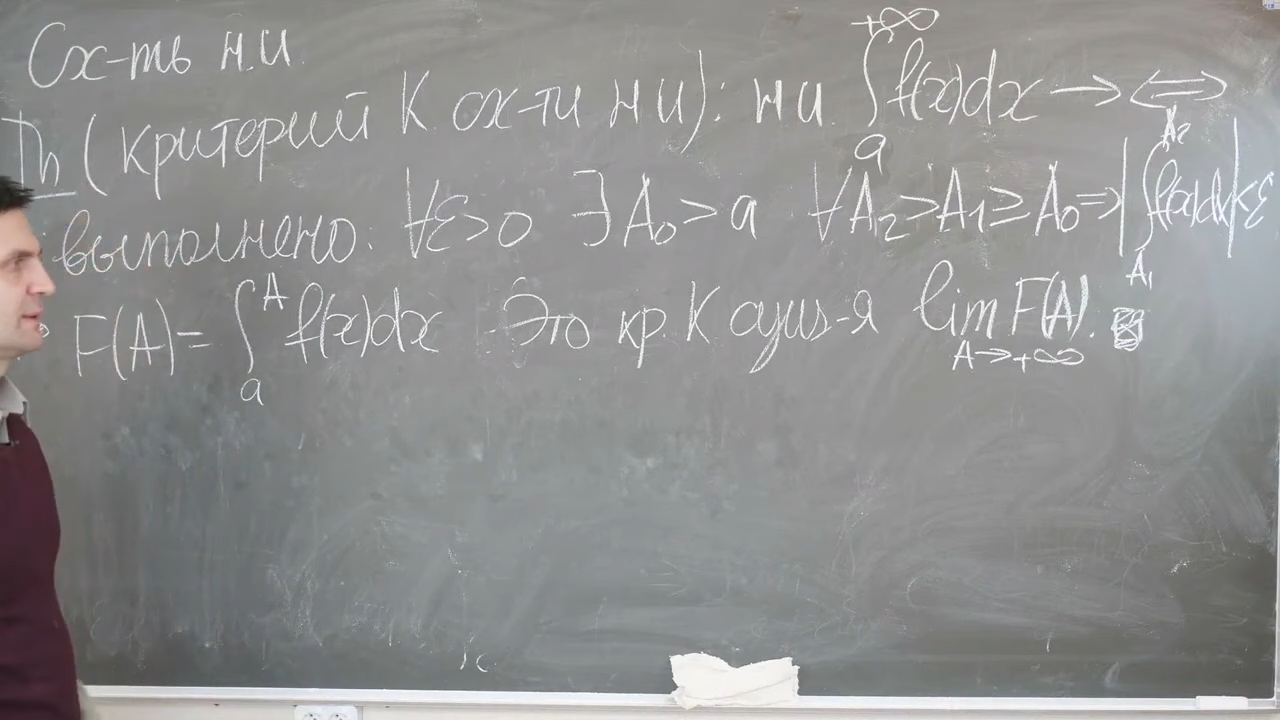 Сх-ть н.и.
Th (критерий К. сх-ти н и): н и. ∫_a^{+∞} f(x)dx → ⟺
выполнено: ∀ε>0 ∃A₀>a ∀A₂>A₁≥A₀ ⇒ |∫_{A₁}^{A₂} f(x)dx|<ε
F(A) = ∫_a^A f(x)dx Это кр. К сущ-я lim_{A→+∞} F(A).